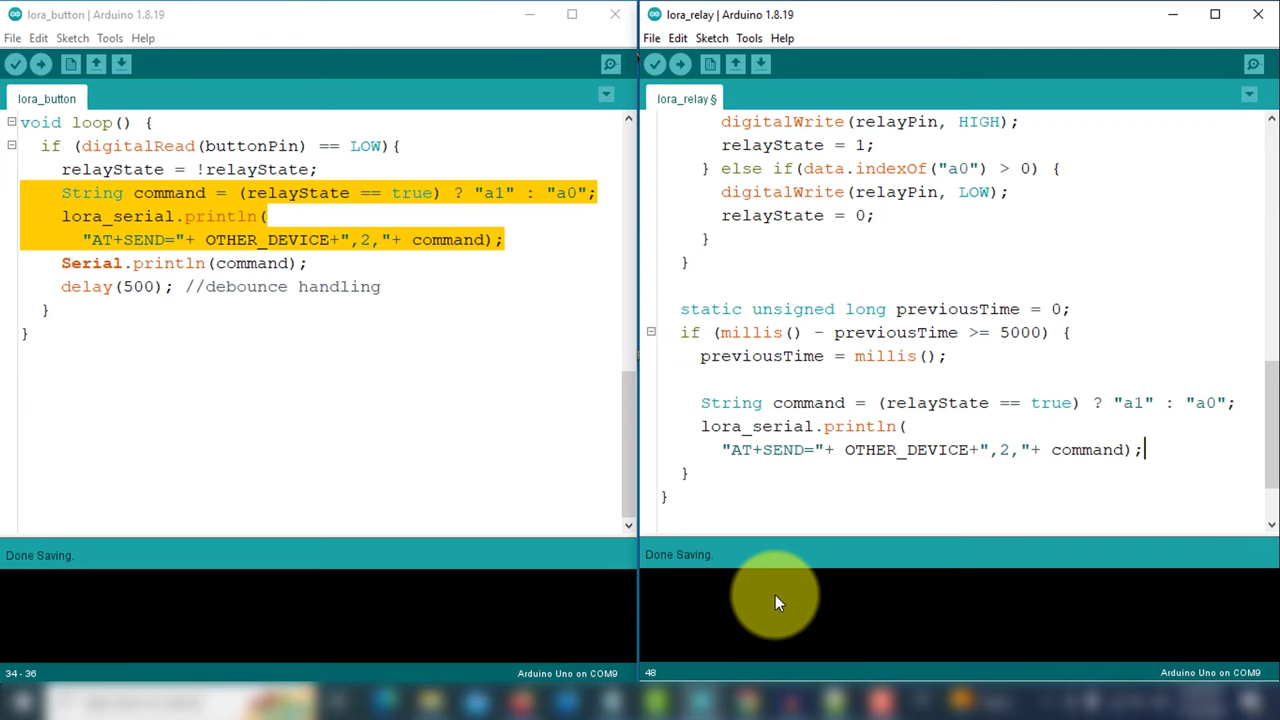 lora_button | Arduino 1.8.19
File Edit Sketch Tools Help
lora_button
void loop() {
if (digitalRead(buttonPin) == LOW){
relayState = !relayState;
String command = (relayState == true) ? "a1" : "a0";
lora_serial.println(
"AT+SEND="+ OTHER_DEVICE+",2,"+ command);
Serial.println(command);
delay(500); //debounce handling
}
}
Done Saving.
34 - 36
Arduino Uno on COM9
lora_relay | Arduino 1.8.19
File Edit Sketch Tools Help
lora_relay §
digitalWrite(relayPin, HIGH);
relayState = 1;
} else if(data.indexOf("a0") > 0) {
digitalWrite(relayPin, LOW);
relayState = 0;
}
}
static unsigned long previousTime = 0;
if (millis() - previousTime >= 5000) {
previousTime = millis();
String command = (relayState == true) ? "a1" : "a0";
lora_serial.println(
"AT+SEND="+ OTHER_DEVICE+",2,"+ command);
}
}
Done Saving.
48
Arduino Uno on COM9